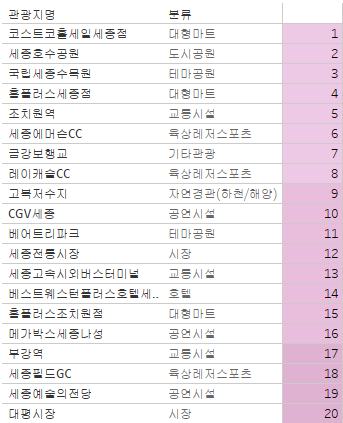 관광지명 분류
코스트코홀세일세종점 대형마트 1
세종호수공원 도시공원 2
국립세종수목원 테마공원 3
홈플러스세종점 대형마트 4
조치원역 교통시설 5
세종에머슨CC 육상레저스포츠 6
금강보행교 기타관광 7
레이캐슬CC 육상레저스포츠 8
고복저수지 자연경관(하천/해양) 9
CGV세종 공연시설 10
베어트리파크 테마공원 11
세종전통시장 시장 12
세종고속시외버스터미널 교통시설 13
베스트웨스턴플러스호텔세.. 호텔 14
홈플러스조치원점 대형마트 15
메가박스세종나성 공연시설 16
부강역 교통시설 17
세종필드GC 육상레저스포츠 18
세종예술의전당 공연시설 19
대평시장 시장 20